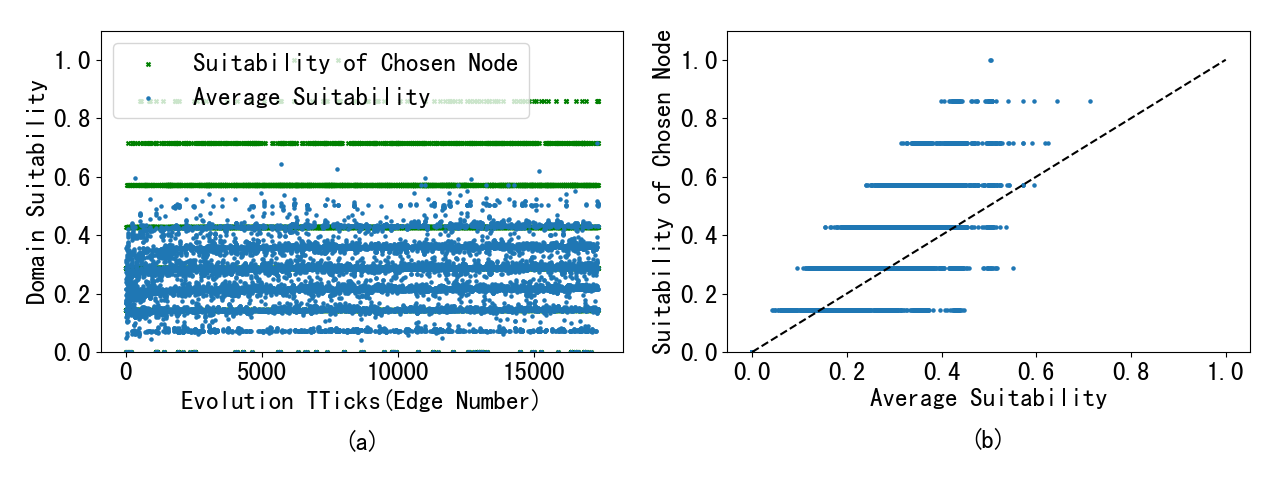 Suitability of Chosen Node
Average Suitability
Domain Suitability
1.0
0.8
0.6
0.4
0.2
0.0
0 5000 10000 15000
Evolution TTicks(Edge Number)
(a)
Suitability of Chosen Node
1.0
0.8
0.6
0.4
0.2
0.0
0.0 0.2 0.4 0.6 0.8 1.0
Average Suitability
(b)